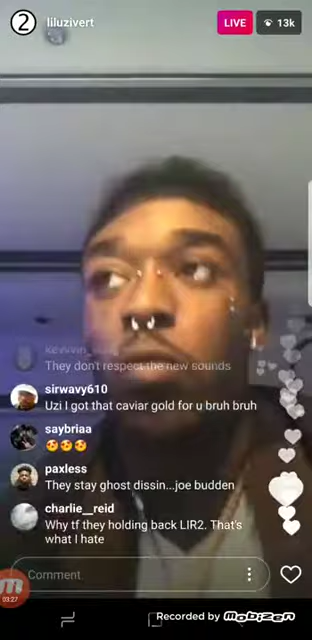 2
liluzivert
LIVE
13k
They don't respect the new sounds
sirwavy610
Uzi I got that caviar gold for u bruh bruh
saybriaa
paxless
They stay ghost dissin...joe budden
charlie__reid
Why tf they holding back LIR2. That's
what I hate
Comment
03:27
Recorded by Mobizen